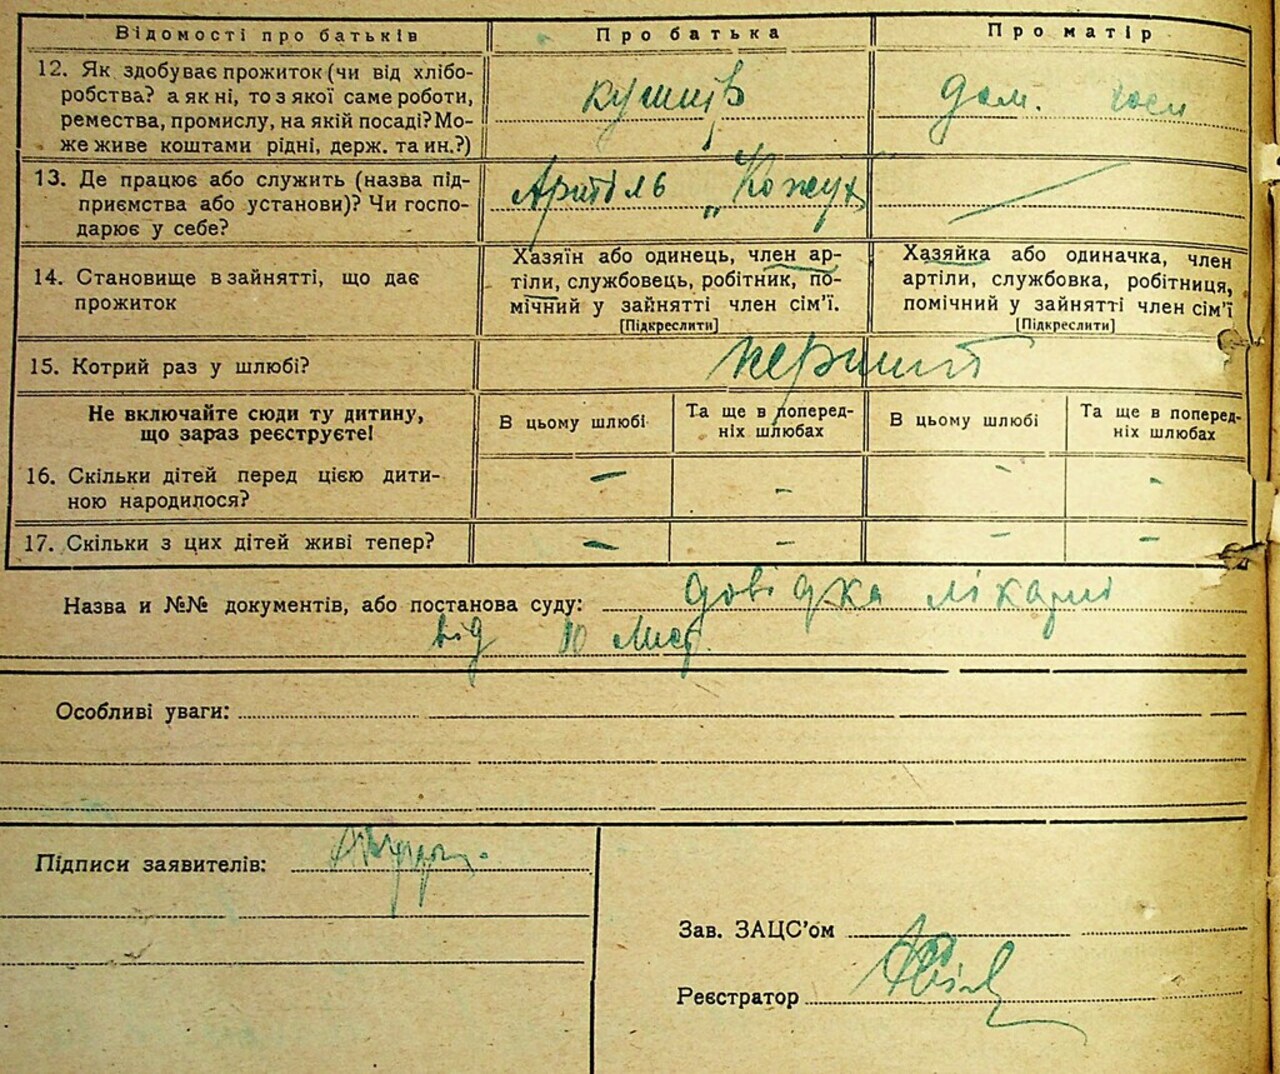 Відомості про батьків Про батька Про матір
12. Як здобуває прожиток (чи від хлібо-
робства? а як ні, то з якої саме роботи,
ремества, промислу, на якій посаді? Мо-
же живе коштами рідні, держ. та ин.?)
дом.
13. Де працює або служить (назва під-
приємства або установи)? Чи госпо-
дарює у себе?
Артіль „Кожух
14. Становище в зайнятті, що дає
прожиток
Хазяїн або одинець, член ар-
тіли, службовець, робітник, по-
мічний у зайнятті член сім'ї.
[Підкреслити]
Хазяйка або одиначка, член
артіли, службовка, робітниця,
помічний у зайнятті член сім'ї
[Підкреслити]
15. Котрий раз у шлюбі? перший
Не включайте сюди ту дитину,
що зараз реєструєте!
В цьому шлюбі
Та ще в поперед-
ніх шлюбах
В цьому шлюбі
Та ще в поперед-
ніх шлюбах
16. Скільки дітей перед цією дити-
ною народилося?
– – – –
17. Скільки з цих дітей живі тепер? – – – –
Назва и №№ документів, або постанова суду: довідка лікарні
від 10 лист.
Особливі уваги:
Підписи заявителів:
Зав. ЗАЦС'ом
Реєстратор